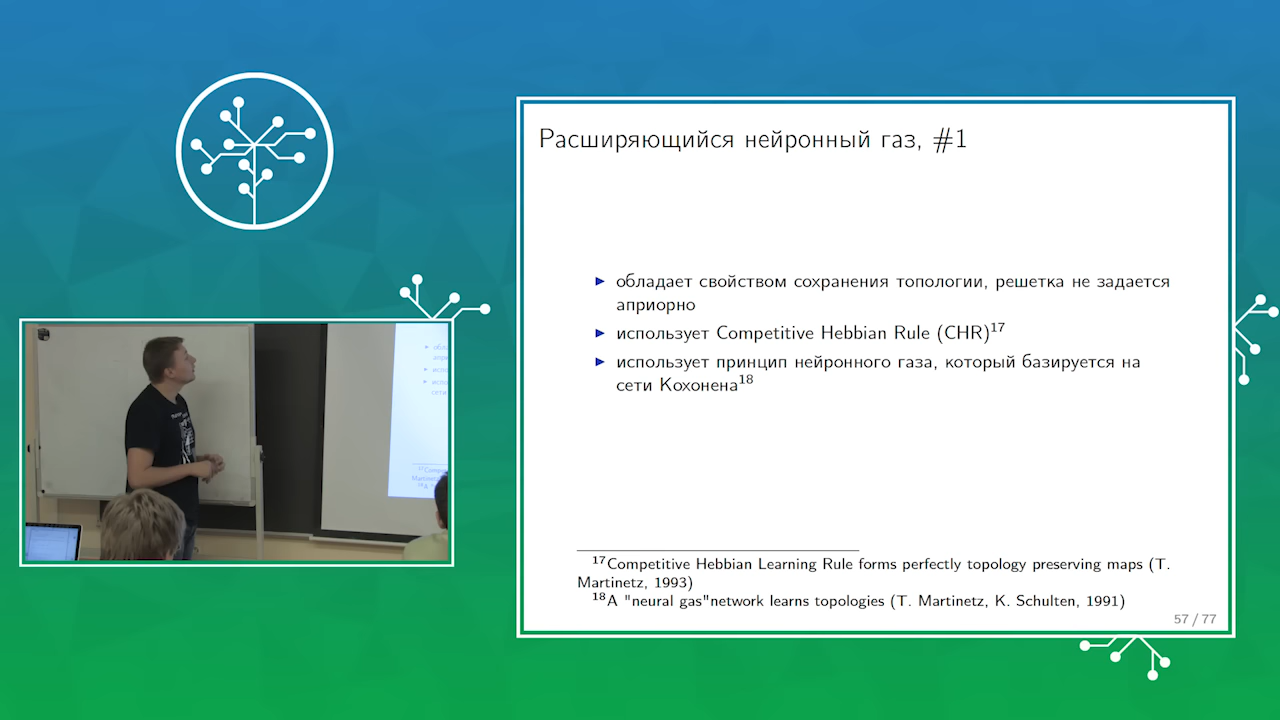 Расширяющийся нейронный газ, #1
обладает свойством сохранения топологии, решетка не задается
априорно
использует Competitive Hebbian Rule (CHR)17
использует принцип нейронного газа, который базируется на
сети Кохонена18
17Competitive Hebbian Learning Rule forms perfectly topology preserving maps (T.
Martinetz, 1993)
18A "neural gas"network learns topologies (T. Martinetz, K. Schulten, 1991)
57 / 77